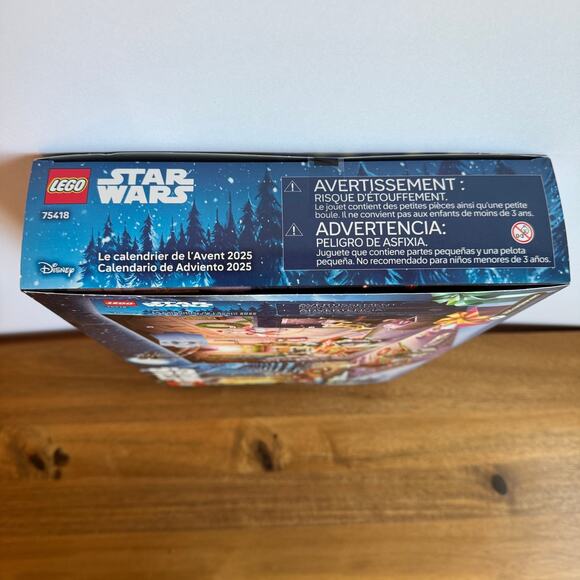 LEGO
STAR
WARS
75418
Le calendrier de l'Avent 2025
Calendario de Adviento 2025
Disney
AVERTISSEMENT :
RISQUE D'ÉTOUFFEMENT.
Le jouet contient des petites pièces ainsi qu'une petite
boule. Il ne convient pas aux enfants de moins de 3 ans.
ADVERTENCIA:
PELIGRO DE ASFIXIA.
Juguete que contiene partes pequeñas y una pelota
pequeña. No recomendado para niños menores de 3 años.
0-3
LEGO